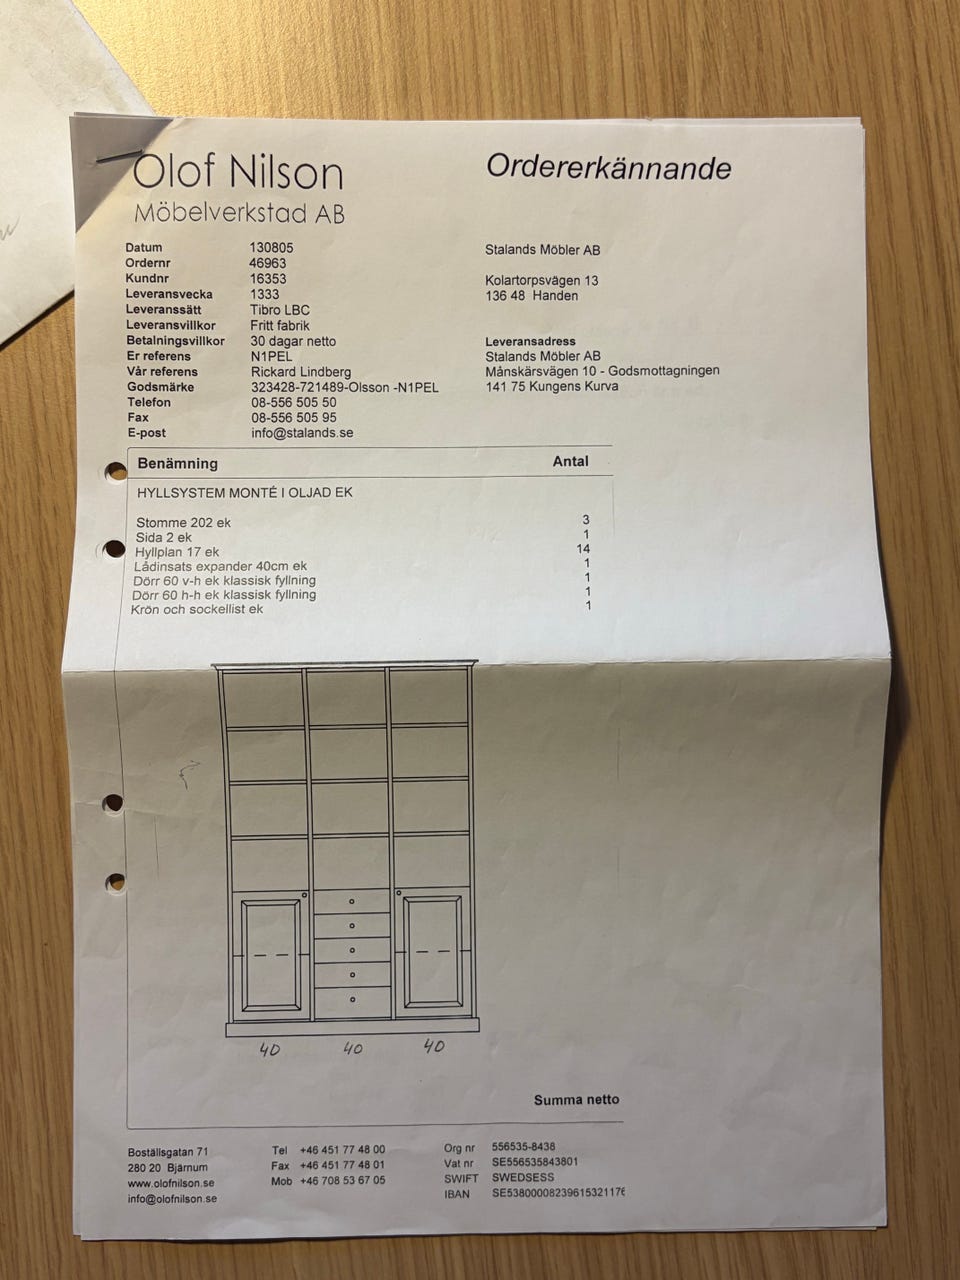 Olof Nilson
Möbelverkstad AB
Ordererkännande
Datum 130805
Ordernr 46963
Kundnr 16353
Leveransvecka 1333
Leveranssätt Tibro LBC
Leveransvillkor Fritt fabrik
Betalningsvillkor 30 dagar netto
Er referens N1PEL
Vår referens Rickard Lindberg
Godsmärke 323428-721489-Olsson -N1PEL
Telefon 08-556 505 50
Fax 08-556 505 95
E-post info@stalands.se
Stalands Möbler AB
Kolartorpsvägen 13
136 48 Handen
Leveransadress
Stalands Möbler AB
Månskärsvägen 10 - Godsmottagningen
141 75 Kungens Kurva
Benämning Antal
HYLLSYSTEM MONTÉ I OLJAD EK
Stomme 202 ek 3
Sida 2 ek 1
Hyllplan 17 ek 14
Lådinsats expander 40cm ek 1
Dörr 60 v-h ek klassisk fyllning 1
Dörr 60 h-h ek klassisk fyllning 1
Krön och sockellist ek 1
40 40 40
Summa netto
Boställsgatan 71
280 20 Bjärnum
www.olofnilson.se
info@olofnilson.se
Tel +46 451 77 48 00
Fax +46 451 77 48 01
Mob +46 708 53 67 05
Org nr 556535-8438
Vat nr SE556535843801
SWIFT SWEDSESS
IBAN